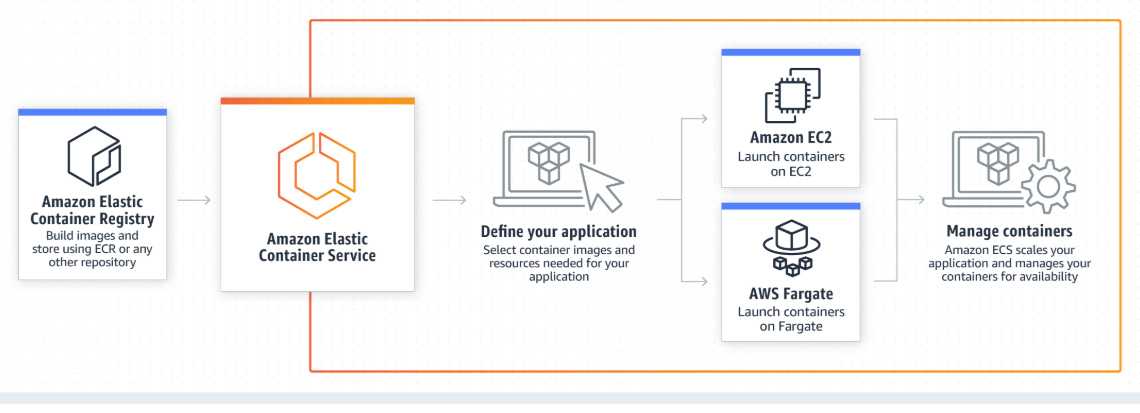 Amazon Elastic
Container Registry
Build images and
store using ECR or any
other repository
Amazon Elastic
Container Service
Define your application
Select container images and
resources needed for your
application
Amazon EC2
Launch containers
on EC2
AWS Fargate
Launch containers
on Fargate
Manage containers
Amazon ECS scales your
application and manages your
containers for availability